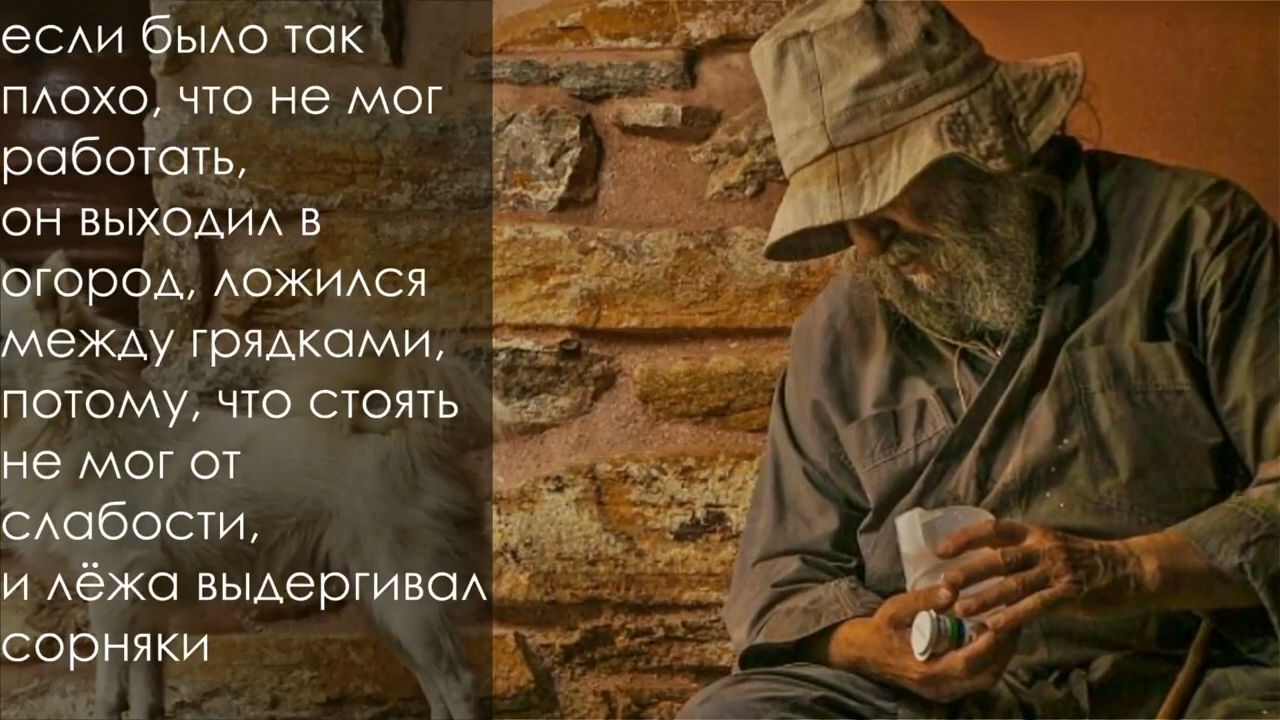 если было так
плохо, что не мог
работать,
он выходил в
огород, ложился
между грядками,
потому, что стоять
не мог от
слабости,
и лёжа выдергивал
сорняки